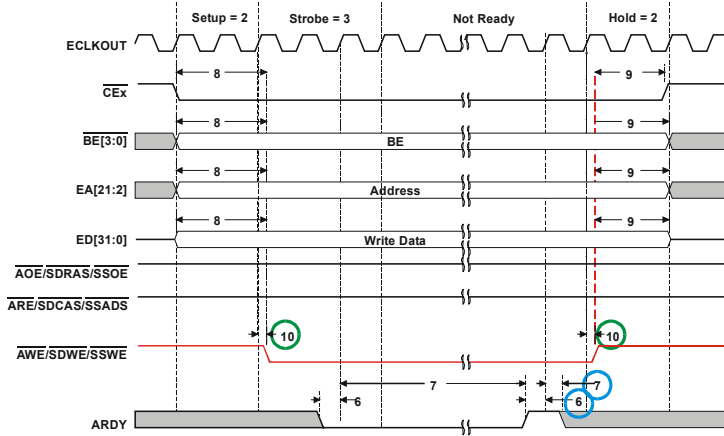 Setup = 2 Strobe = 3 Not Ready Hold = 2
ECLKOUT
8 9
CEx
8 9
BE[3:0] BE
8 9
EA[21:2] Address
8 9
ED[31:0] Write Data
AOE/SDRAS/SSOE
ARE/SDCAS/SSADS
10 10
AWE/SDWE/SSWE
7 7
6 6
ARDY